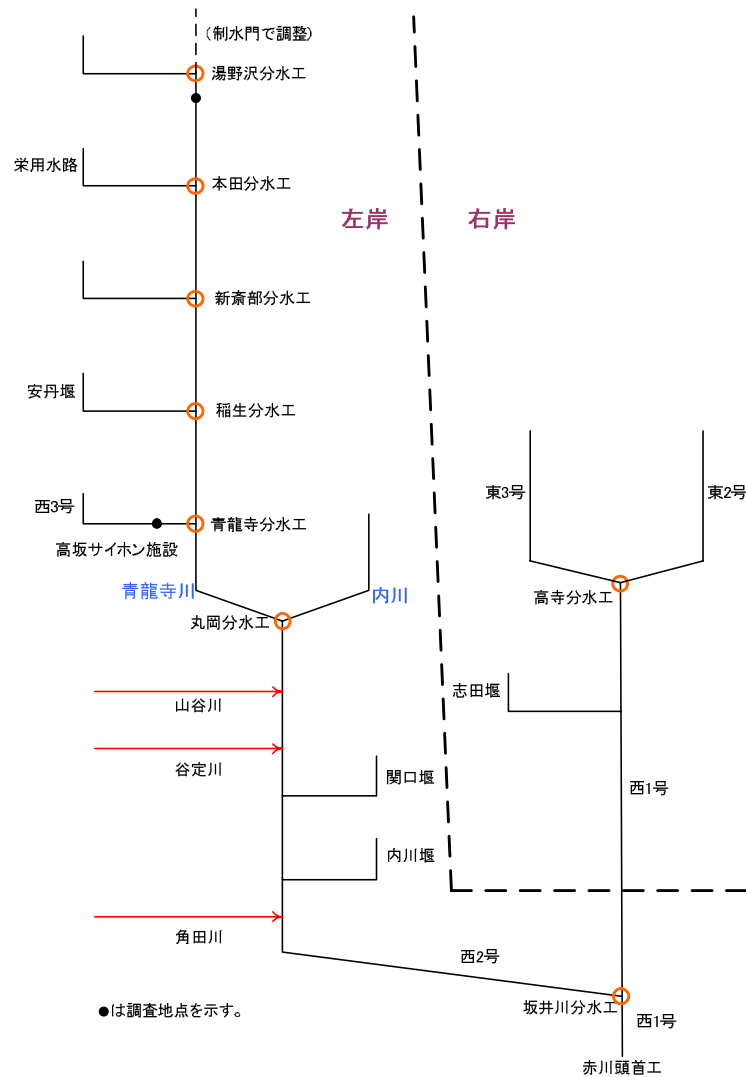 (制水門で調整)
湯野沢分水工
栄用水路
本田分水工
左岸
右岸
新斎部分水工
安丹堰
稲生分水工
西3号
青龍寺分水工
高坂サイホン施設
東3号
東2号
青龍寺川
内川
丸岡分水工
高寺分水工
志田堰
山谷川
谷定川
関口堰
西1号
内川堰
角田川
西2号
坂井川分水工
西1号
●は調査地点を示す。
赤川頭首工